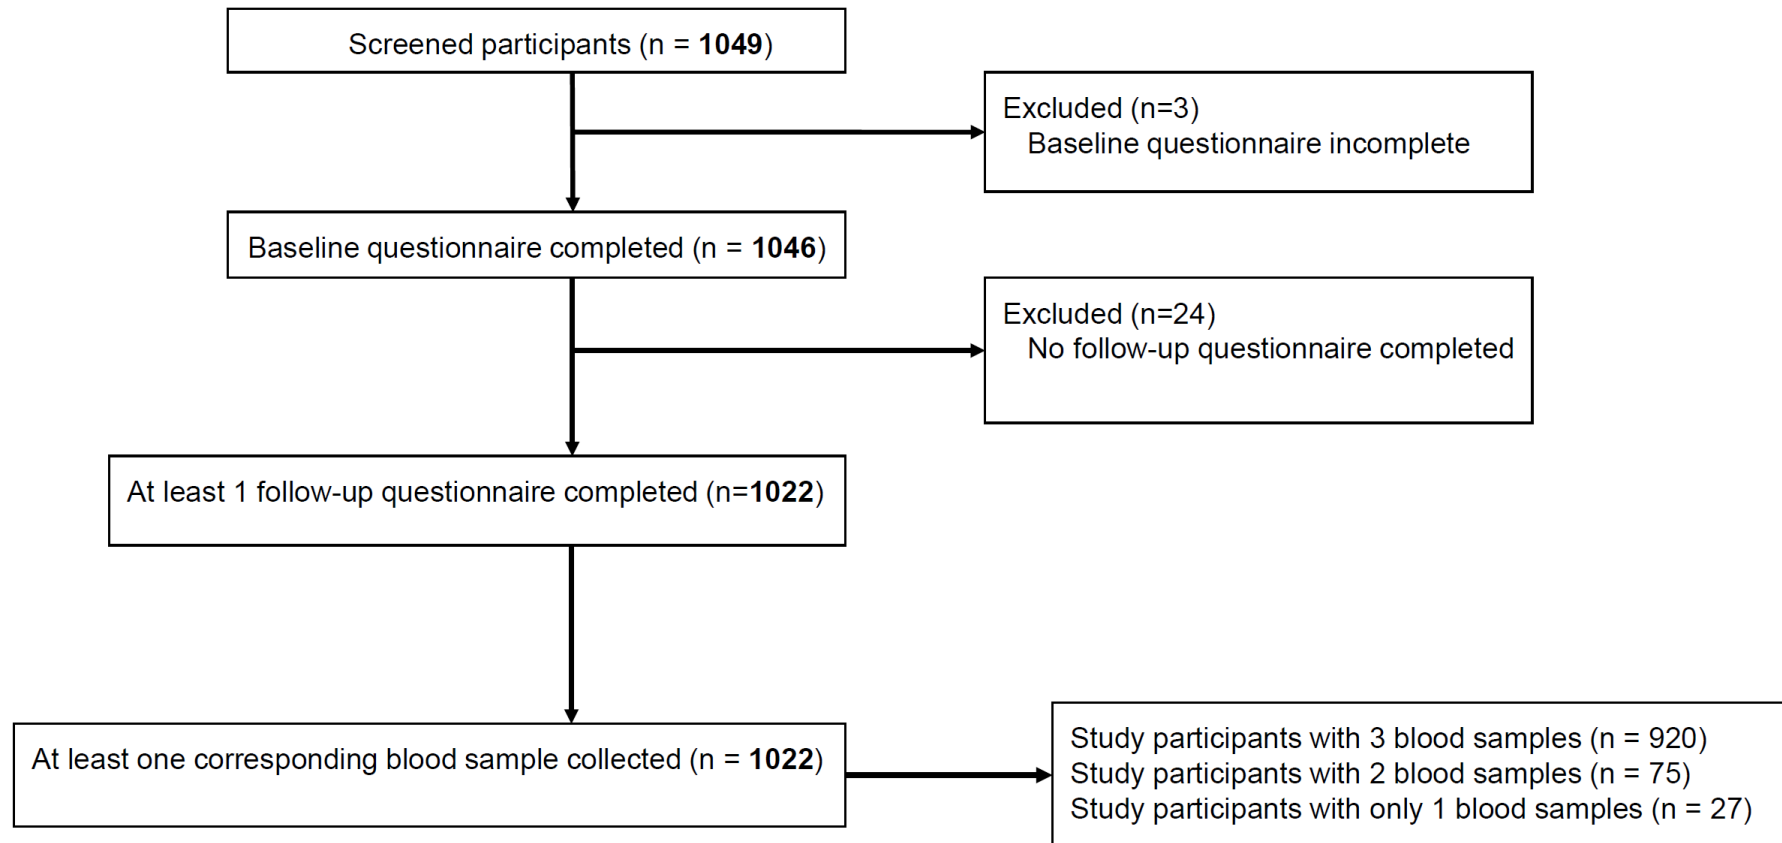 Screened participants (n = 1049)
Excluded (n=3)
Baseline questionnaire incomplete
Baseline questionnaire completed (n = 1046)
Excluded (n=24)
No follow-up questionnaire completed
At least 1 follow-up questionnaire completed (n=1022)
At least one corresponding blood sample collected (n = 1022)
Study participants with 3 blood samples (n = 920)
Study participants with 2 blood samples (n = 75)
Study participants with only 1 blood samples (n = 27)